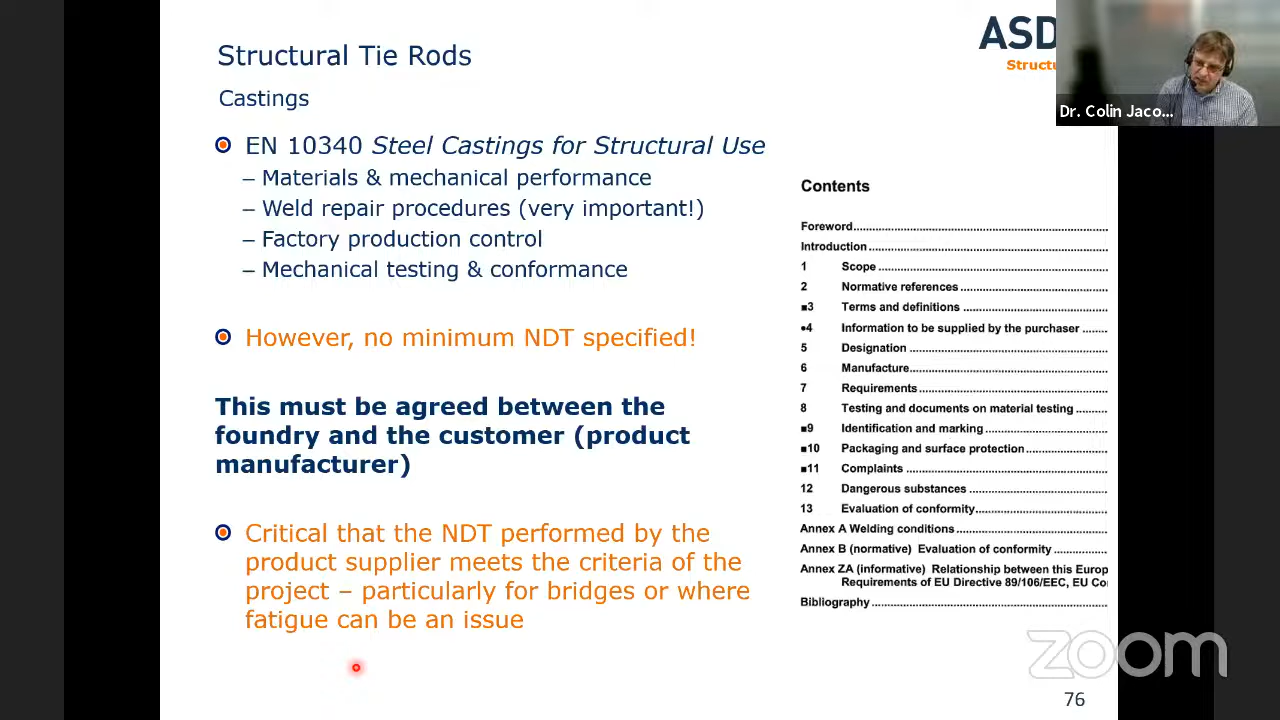 Structural Tie Rods
Castings
EN 10340 Steel Castings for Structural Use
– Materials & mechanical performance
– Weld repair procedures (very important!)
– Factory production control
– Mechanical testing & conformance
However, no minimum NDT specified!
This must be agreed between the
foundry and the customer (product
manufacturer)
Critical that the NDT performed by the
product supplier meets the criteria of the
project – particularly for bridges or where
fatigue can be an issue
ASD
Structu
Dr. Colin Jaco...
Contents
Foreword
Introduction
1 Scope
2 Normative references
■3 Terms and definitions
●4 Information to be supplied by the purchaser
5 Designation
6 Manufacture
7 Requirements
8 Testing and documents on material testing
■9 Identification and marking
■10 Packaging and surface protection
■11 Complaints
12 Dangerous substances
13 Evaluation of conformity
Annex A Welding conditions
Annex B (normative) Evaluation of conformity
Annex ZA (informative) Relationship between this Europ
Requirements of EU Directive 89/106/EEC, EU Co
Bibliography
zoom
76